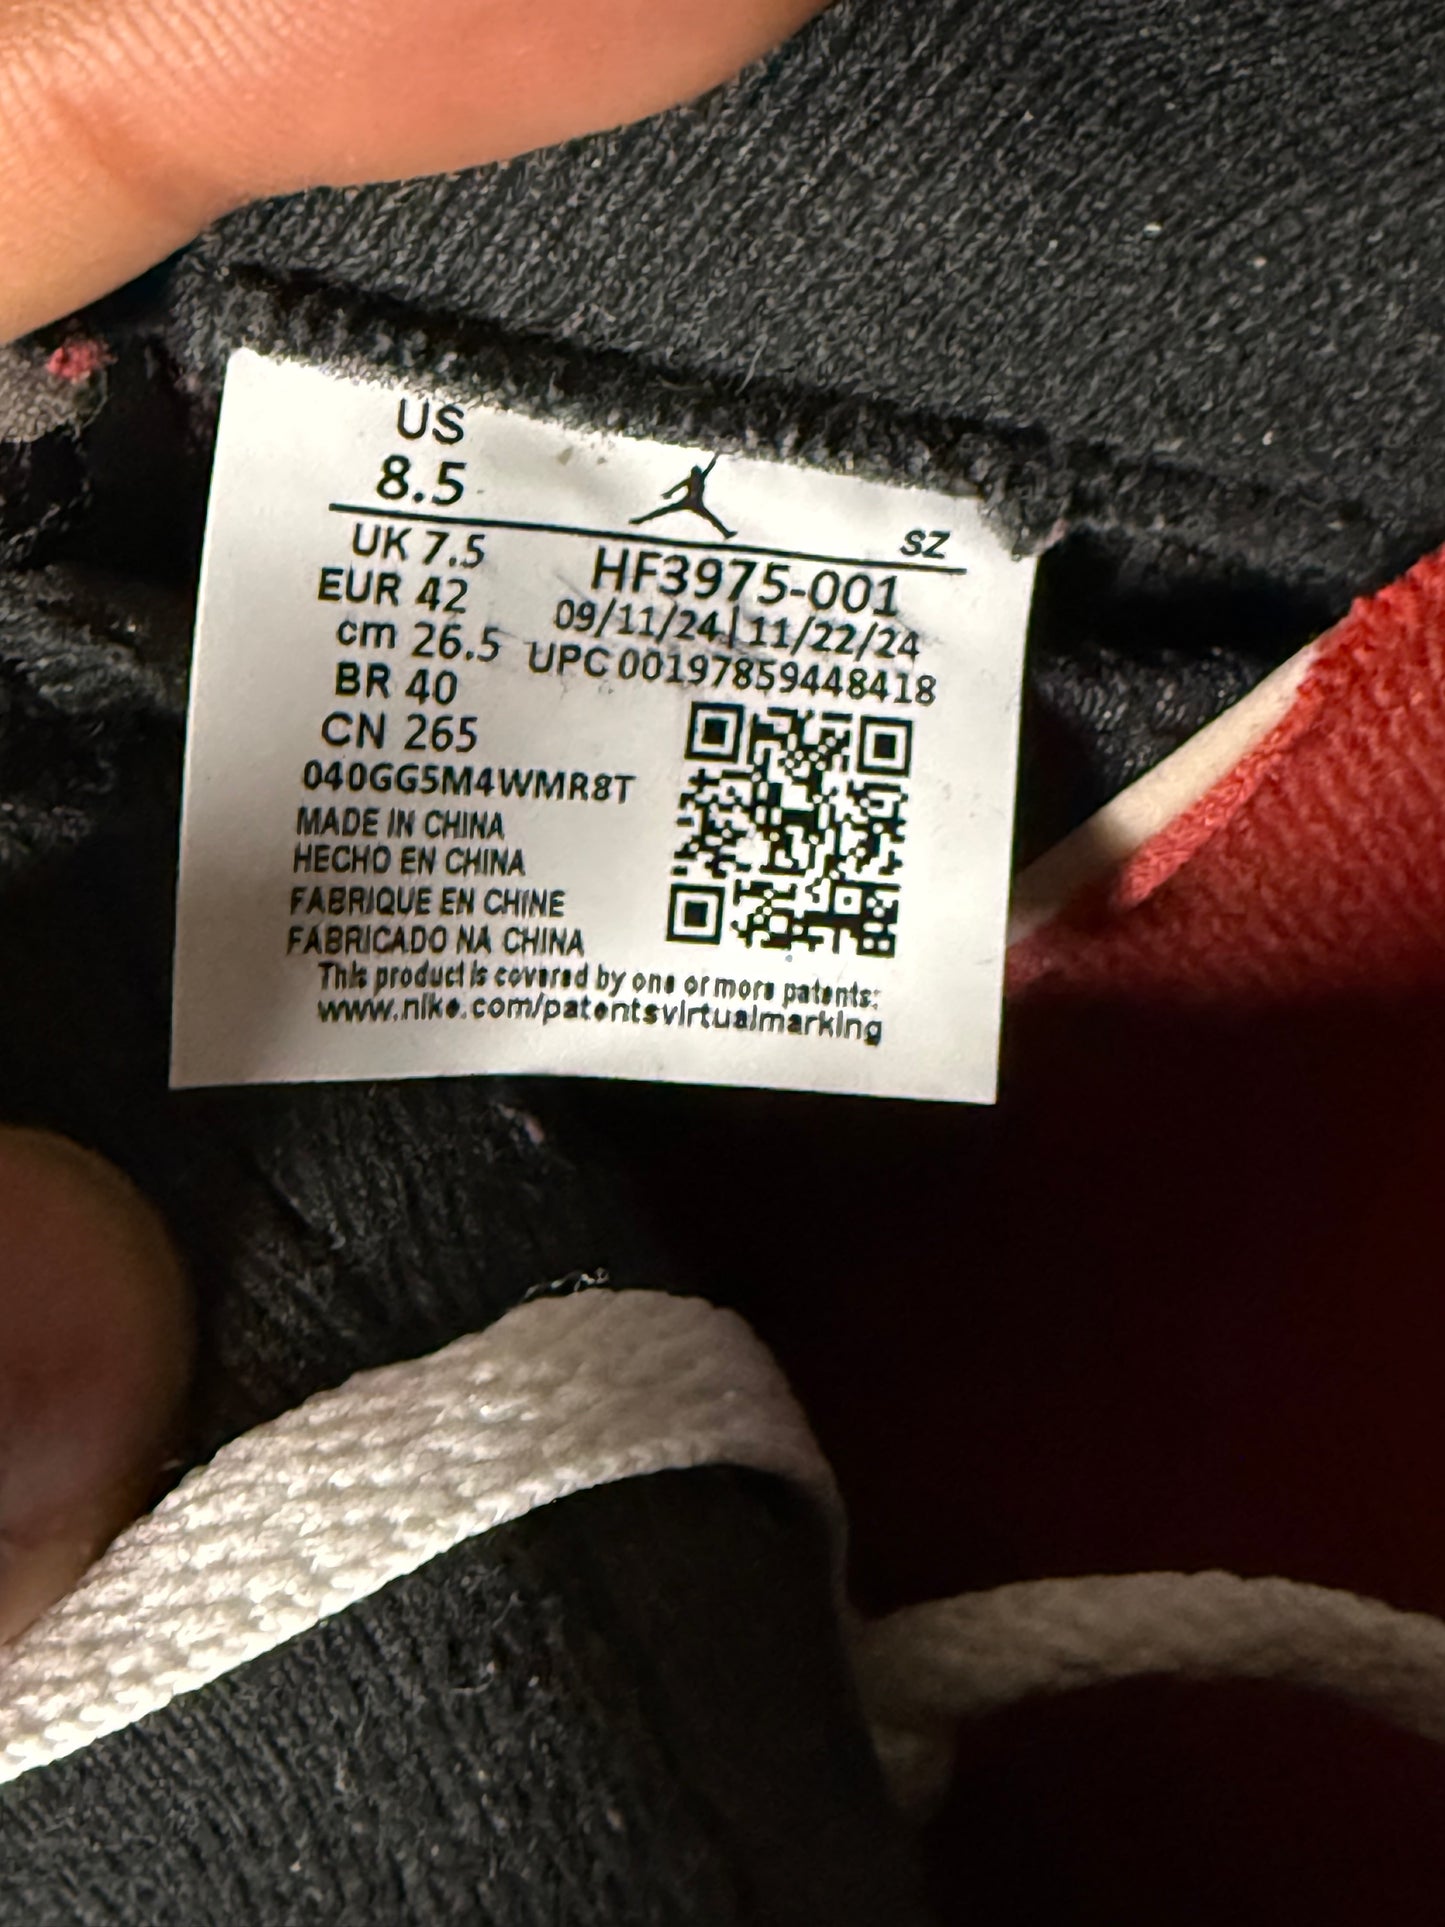 US
8.5
SZ
UK 7.5
HF3975-001
EUR 42
09/11/24|11/22/24
cm 26.5
UPC 00197859448418
BR 40
CN 265
040GG5M4WMR8T
MADE IN CHINA
HECHO EN CHINA
FABRIQUE EN CHINE
FABRICADO NA CHINA
This product is covered by one or more patents:
www.nike.com/patentsvirtualmarking